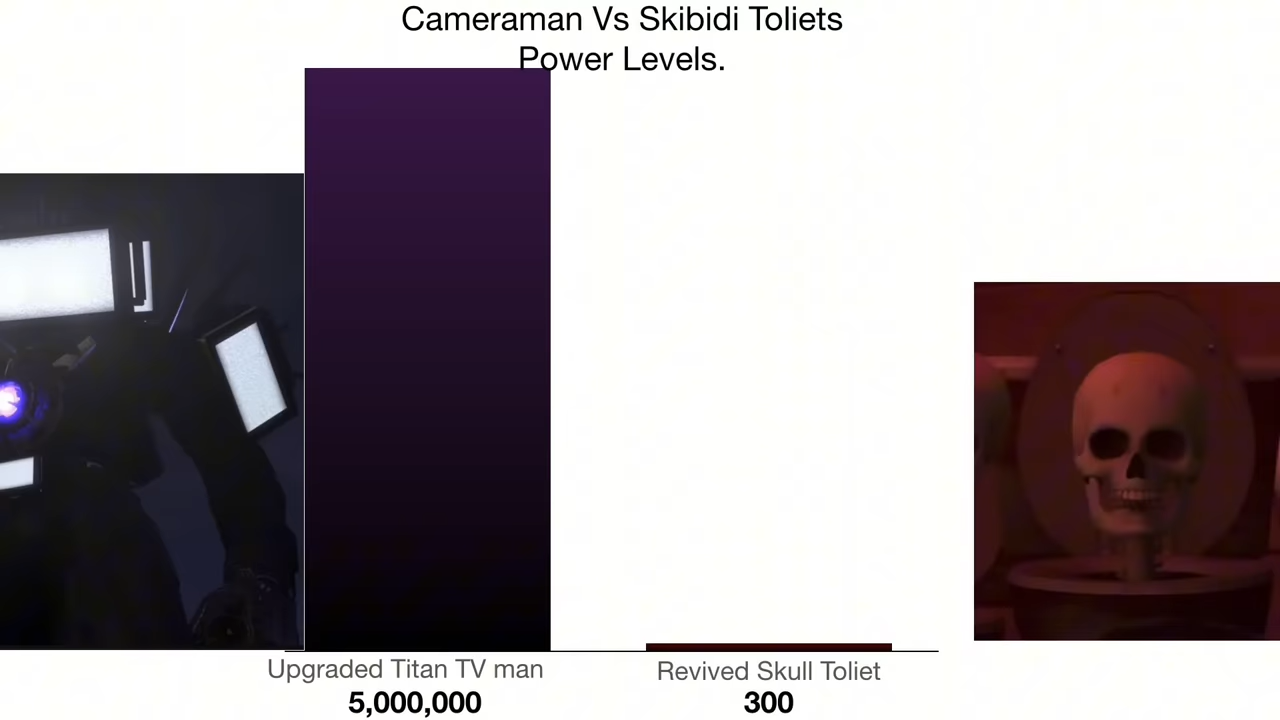 Cameraman Vs Skibidi Toliets
Power Levels.
Upgraded Titan TV man
5,000,000
Revived Skull Toliet
300